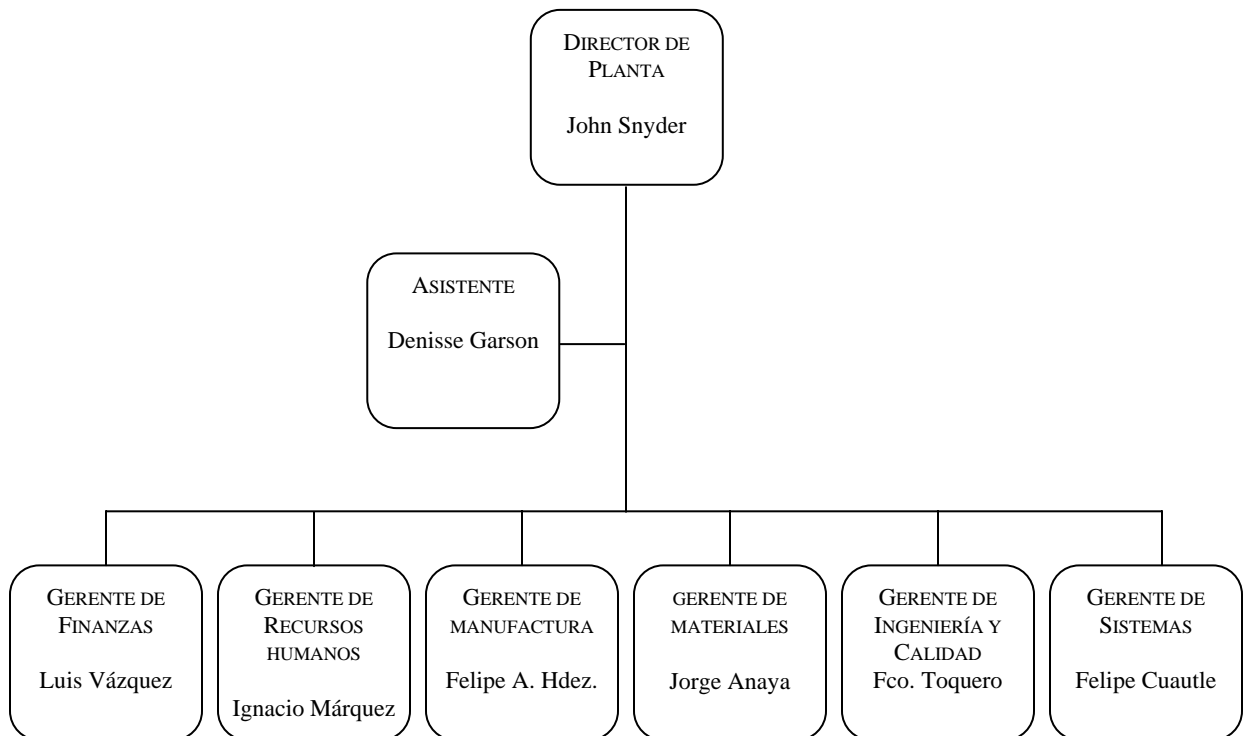 DIRECTOR DE
PLANTA
John Snyder
ASISTENTE
Denisse Garson
GERENTE DE
FINANZAS
Luis Vázquez
GERENTE DE
RECURSOS
HUMANOS
Ignacio Márquez
GERENTE DE
MANUFACTURA
Felipe A. Hdez.
GERENTE DE
MATERIALES
Jorge Anaya
GERENTE DE
INGENIERÍA Y
CALIDAD
Fco. Toquero
GERENTE DE
SISTEMAS
Felipe Cuautle